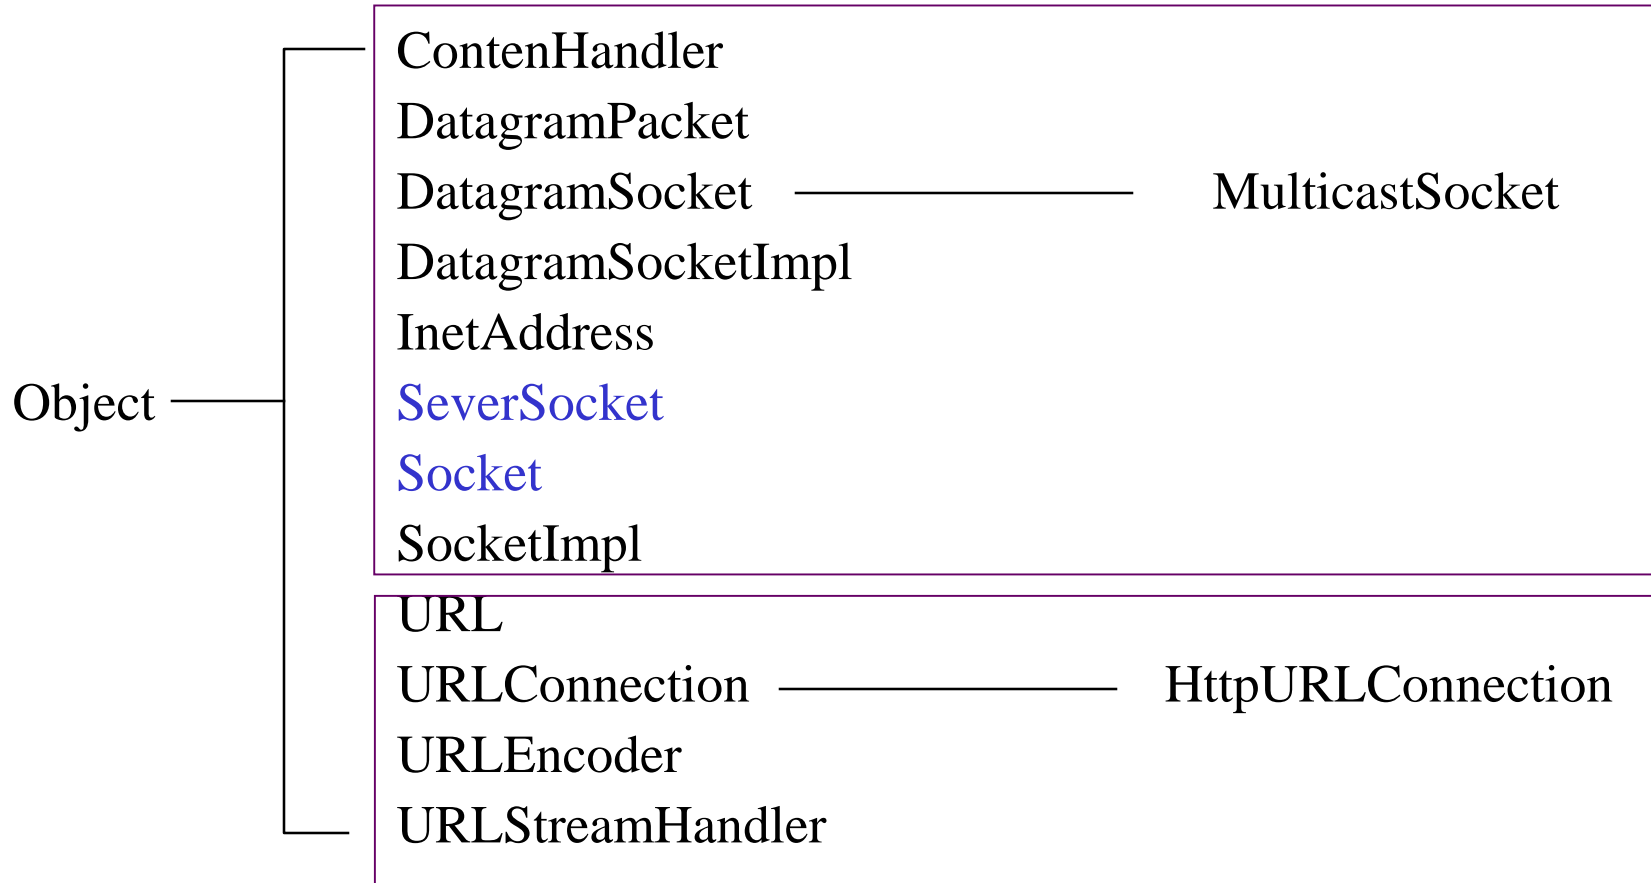 ContenHandler
DatagramPacket
DatagramSocket MulticastSocket
DatagramSocketImpl
InetAddress
Object SeverSocket
Socket
SocketImpl
URL
URLConnection HttpURLConnection
URLEncoder
URLStreamHandler